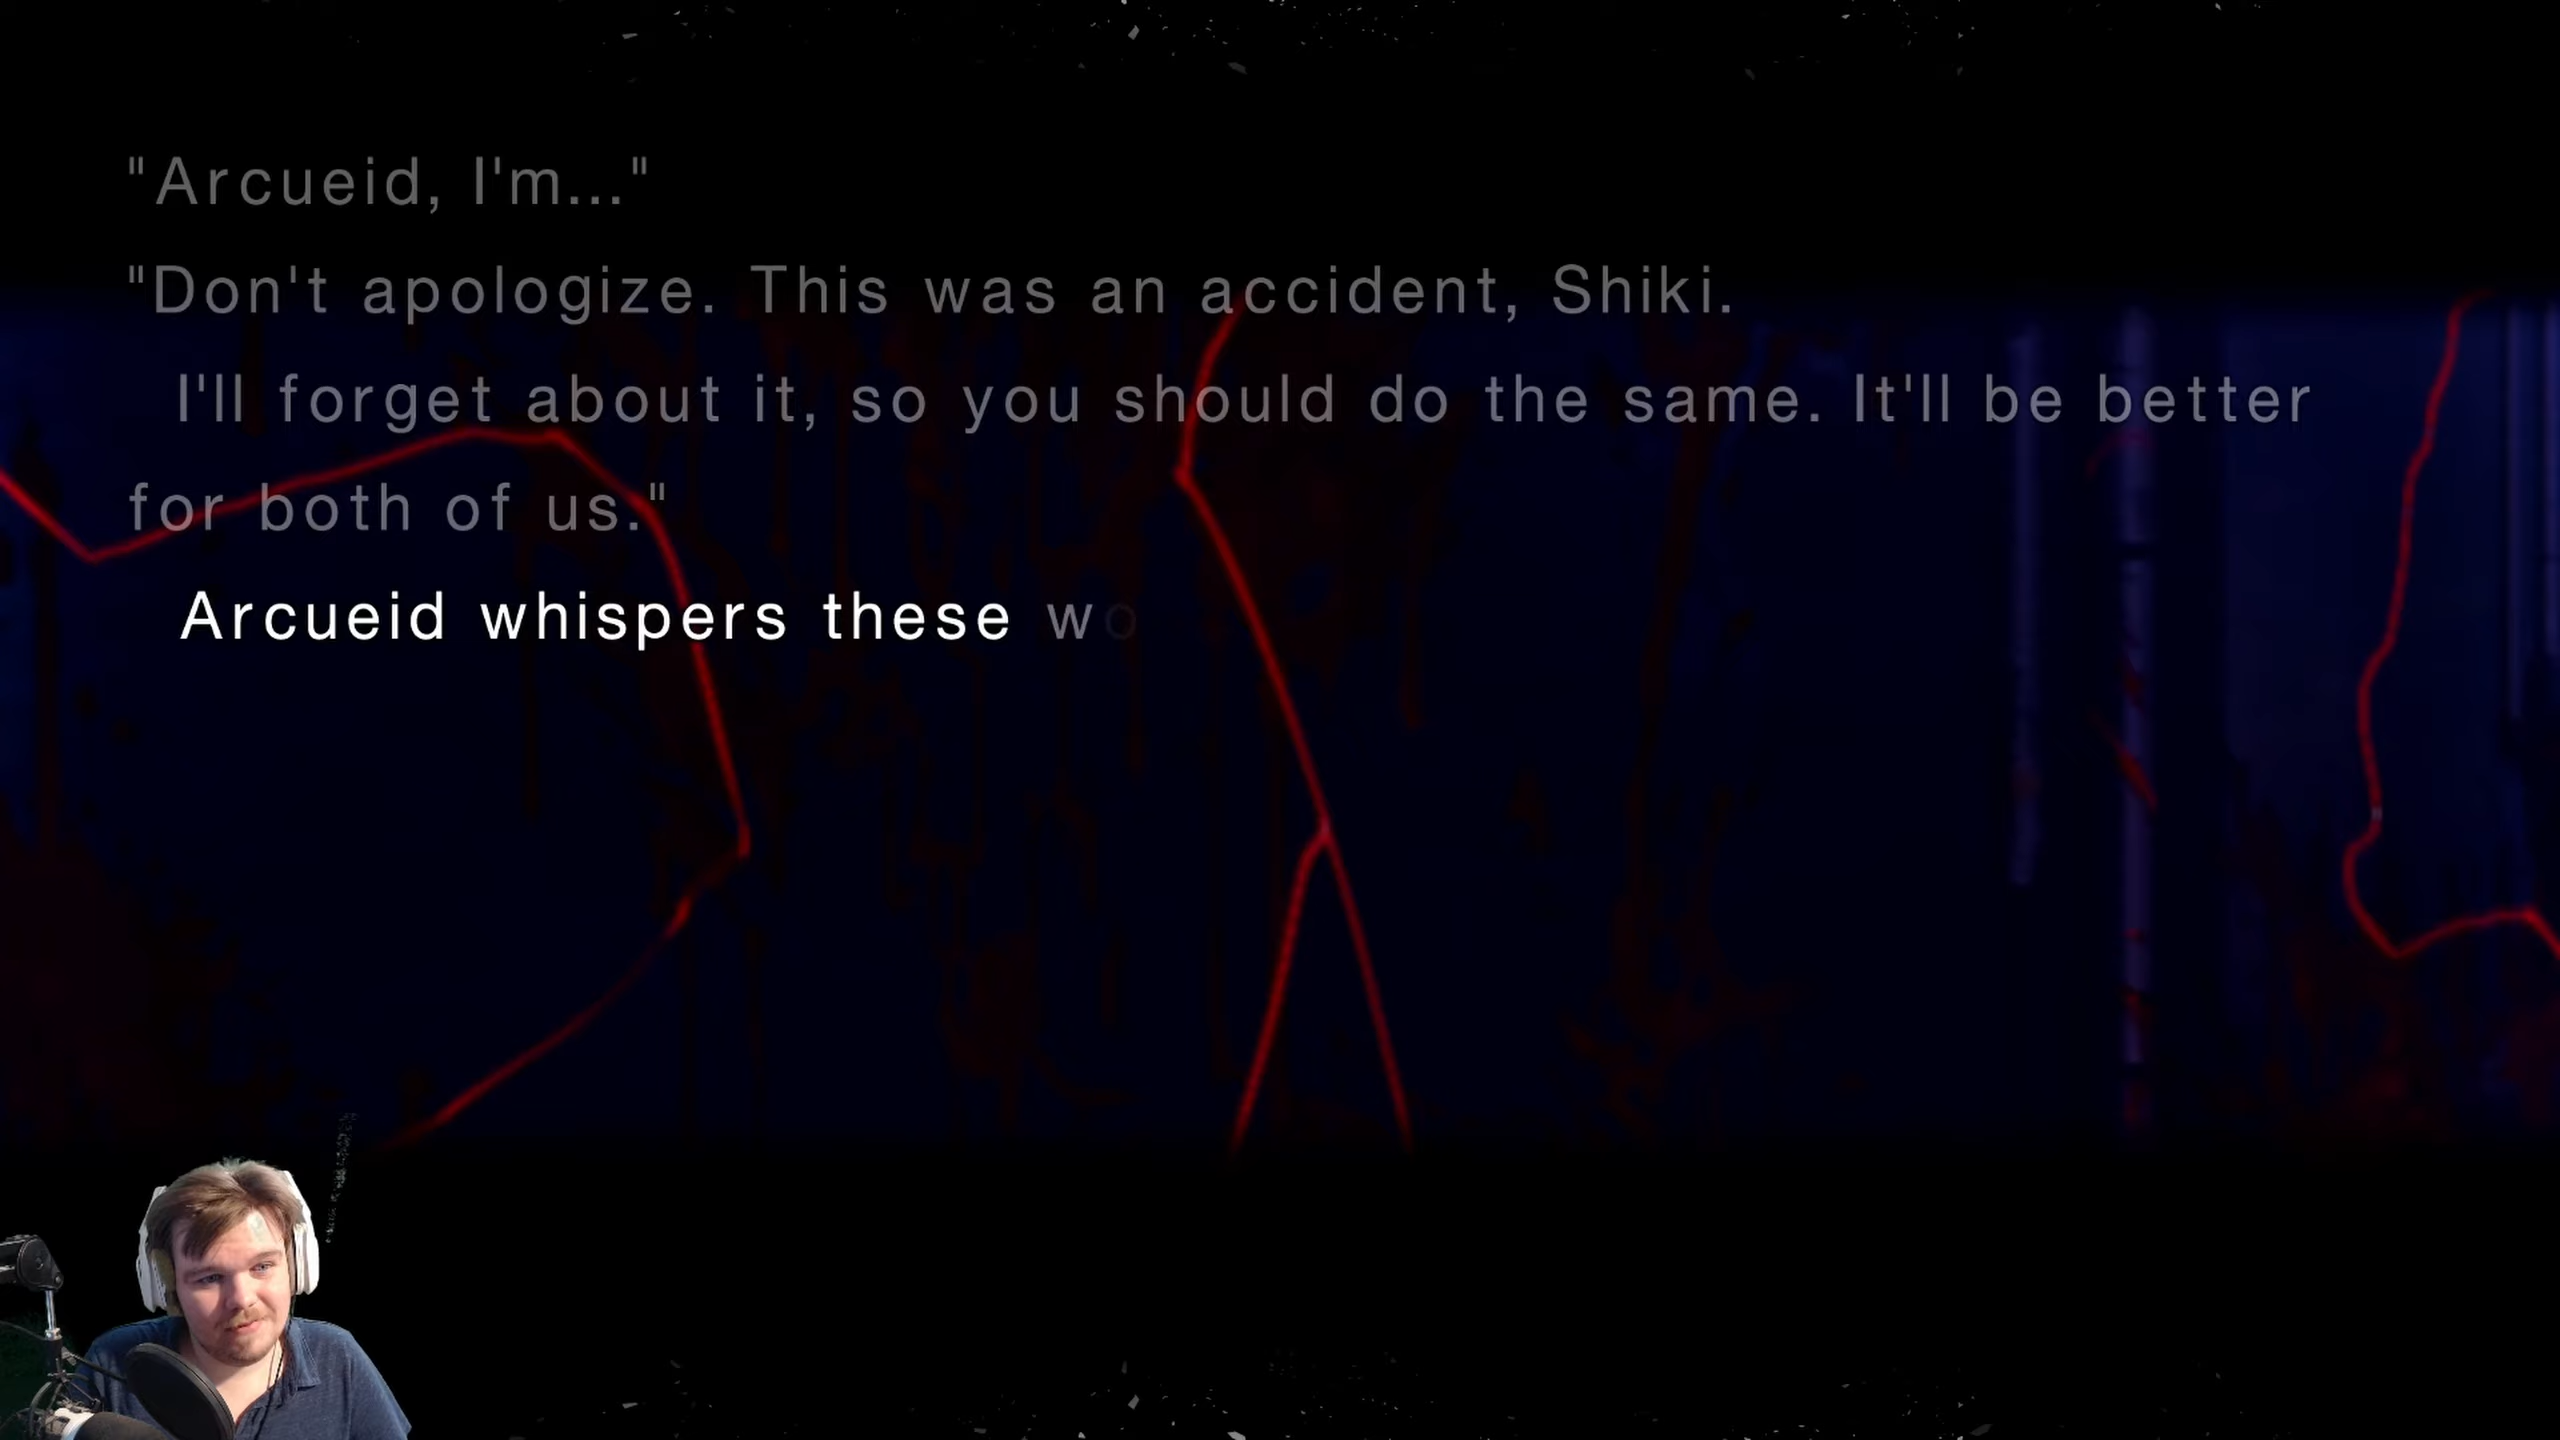 "Arcueid, I'm..."
"Don't apologize. This was an accident, Shiki.
I'll forget about it, so you should do the same. It'll be better
for both of us."
Arcueid whispers these wo